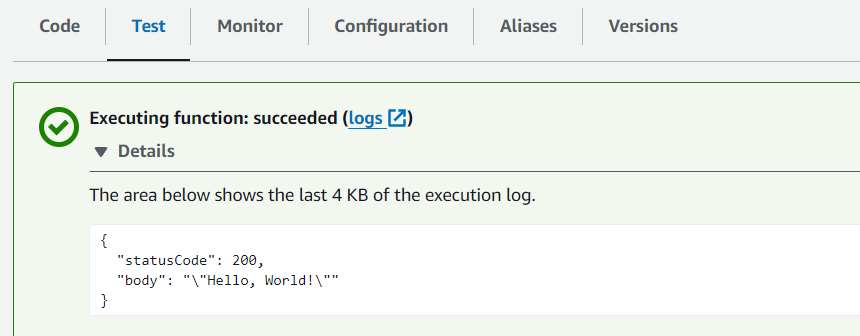 Code Test Monitor Configuration Aliases Versions
Executing function: succeeded (logs)
Details
The area below shows the last 4 KB of the execution log.
{
  "statusCode": 200,
  "body": "\"Hello, World!\""
}